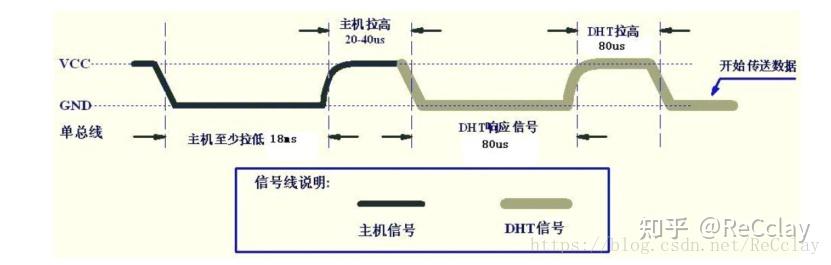 主机拉高
20-40us
DHT拉高
80us
VCC
开始传送数据
GND
单总线
主机至少拉低 18ms
DHT响应信号
80us
信号线说明:
主机信号
DHT信号
知乎 @ReCclay
https://blog.csdn.net/ReCclay